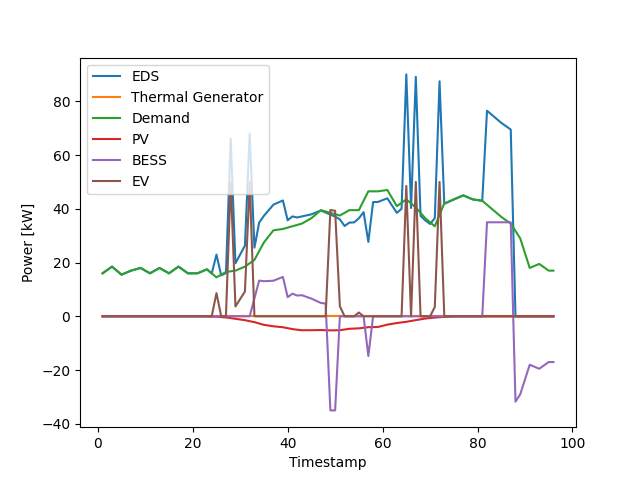 EDS
Thermal Generator
Demand
PV
BESS
EV
Power [kW]
80
60
40
20
0
−20
−40
0 20 40 60 80 100
Timestamp